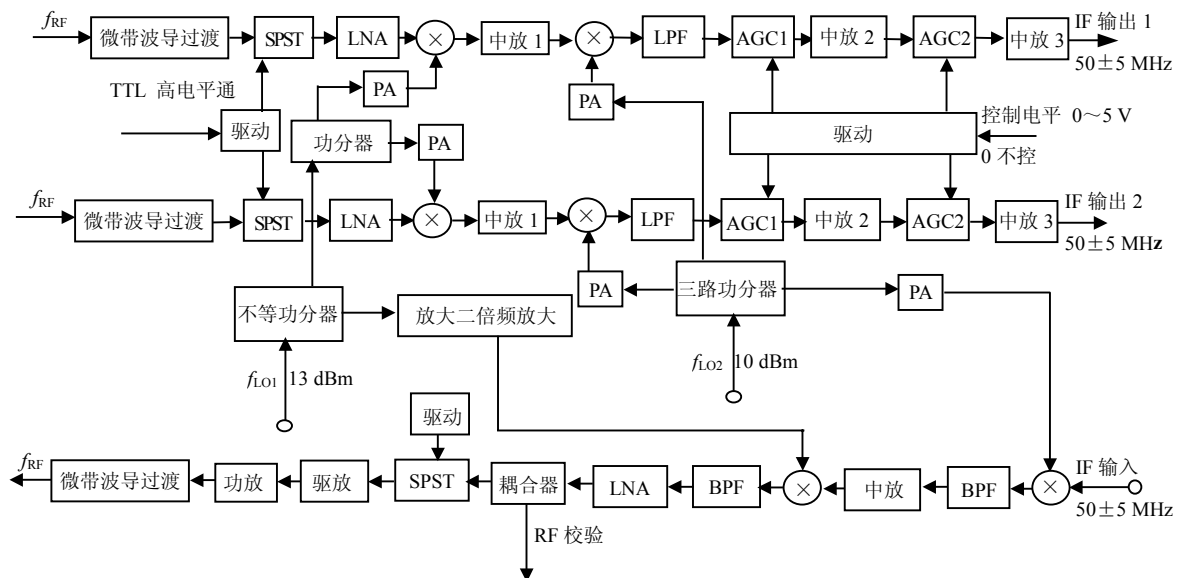 fRF
微带波导过渡
SPST
LNA
×
中放 1
×
LPF
AGC1
中放 2
AGC2
中放 3
IF 输出 1
50±5 MHz
TTL 高电平通
PA
PA
驱动
功分器
PA
驱动
控制电平 0～5 V
0 不控
fRF
微带波导过渡
SPST
LNA
×
中放 1
×
LPF
AGC1
中放 2
AGC2
中放 3
IF 输出 2
50±5 MHz
不等功分器
放大二倍频放大
PA
三路功分器
PA
fLO1 13 dBm
fLO2 10 dBm
驱动
fRF
微带波导过渡
功放
驱放
SPST
耦合器
LNA
BPF
×
中放
BPF
×
IF 输入
50±5 MHz
RF 校验